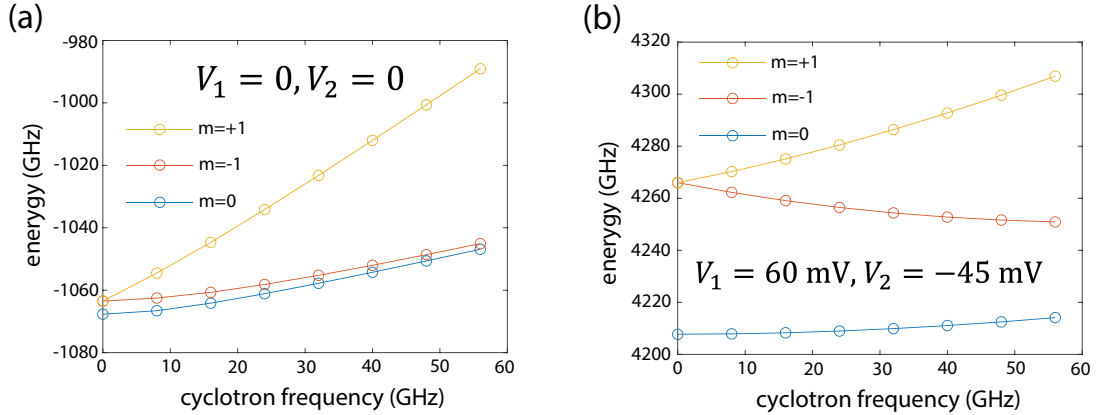 (a)
-980
-1000
-1020
-1040
-1060
-1080
enerygy (GHz)
V₁ = 0, V₂ = 0
m=+1
m=-1
m=0
0 10 20 30 40 50 60
cyclotron frequency (GHz)
(b)
4320
4300
4280
4260
4240
4220
4200
energy (GHz)
m=+1
m=-1
m=0
V₁ = 60 mV, V₂ = −45 mV
0 10 20 30 40 50 60
cyclotron frequency (GHz)